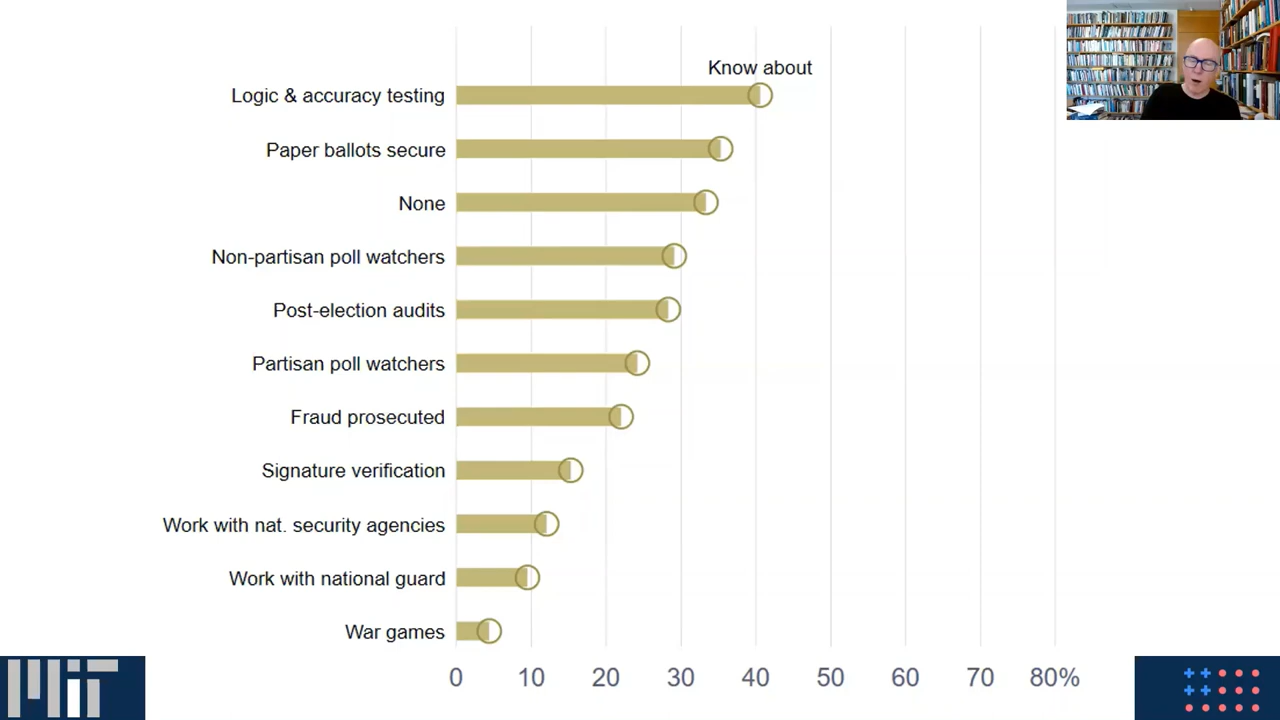 Know about
Logic & accuracy testing
Paper ballots secure
None
Non-partisan poll watchers
Post-election audits
Partisan poll watchers
Fraud prosecuted
Signature verification
Work with nat. security agencies
Work with national guard
War games
0 10 20 30 40 50 60 70 80%
MIT